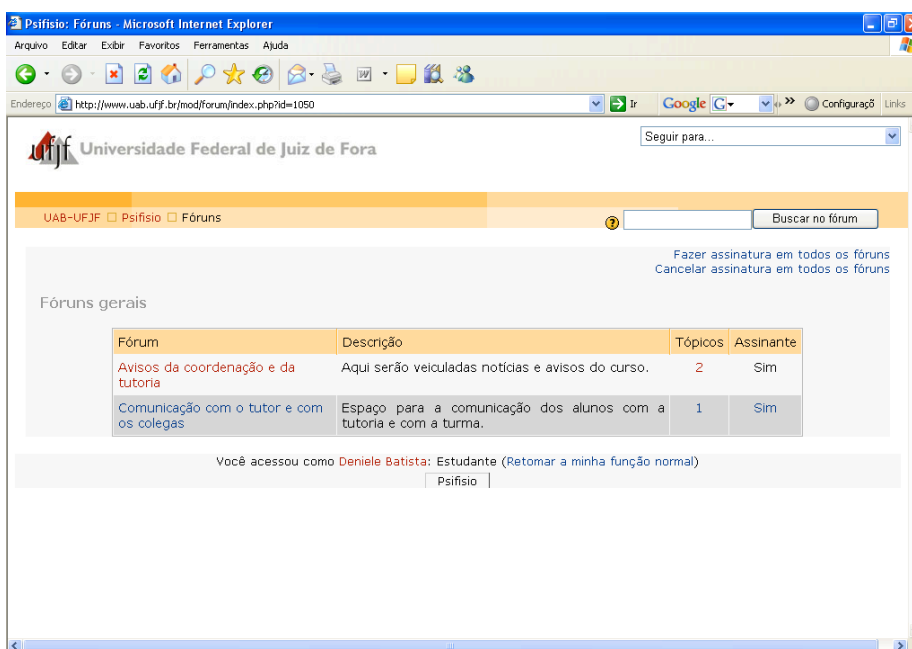 Psifisio: Fóruns - Microsoft Internet Explorer
Arquivo Editar Exibir Favoritos Ferramentas Ajuda
Endereço http://www.uab.ufjf.br/mod/forum/index.php?id=1050 Ir Google G Configuraçõ Links
ufjf Universidade Federal de Juiz de Fora
Seguir para...
UAB-UFJF Psifisio Fóruns
Buscar no fórum
Fazer assinatura em todos os fóruns
Cancelar assinatura em todos os fóruns
Fóruns gerais
Fórum Descrição Tópicos Assinante
Avisos da coordenação e da tutoria Aqui serão veiculadas notícias e avisos do curso. 2 Sim
Comunicação com o tutor e com os colegas Espaço para a comunicação dos alunos com a tutoria e com a turma. 1 Sim
Você acessou como Deniele Batista: Estudante (Retomar a minha função normal)
Psifisio